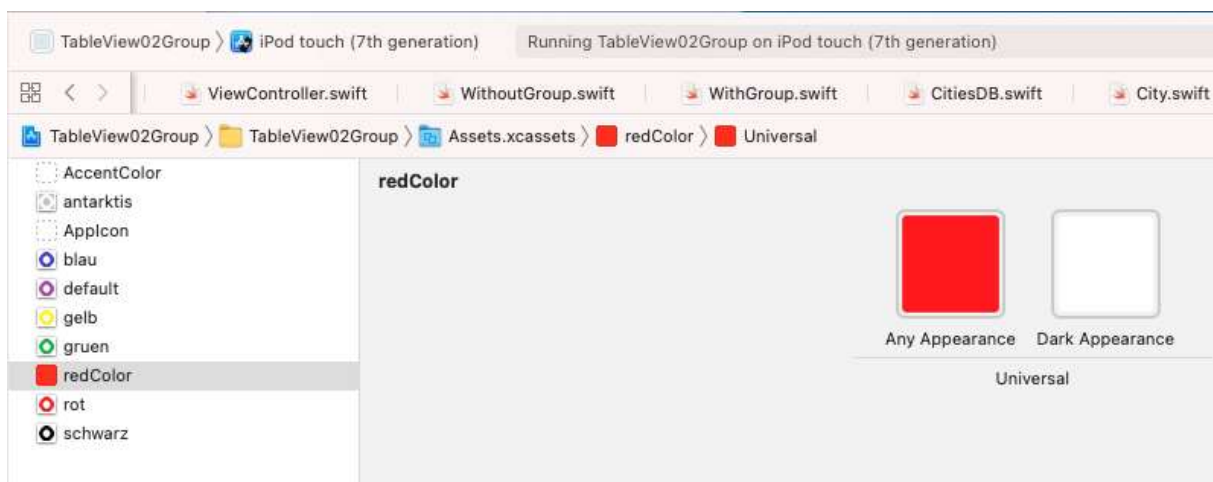 TableView02Group 〉 iPod touch (7th generation) Running TableView02Group on iPod touch (7th generation)
ViewController.swift WithoutGroup.swift WithGroup.swift CitiesDB.swift City.swift
TableView02Group 〉 TableView02Group 〉 Assets.xcassets 〉 redColor 〉 Universal
AccentColor
redColor
antarktis
AppIcon
blau
default
gelb
gruen
Any Appearance Dark Appearance
redColor
Universal
rot
schwarz